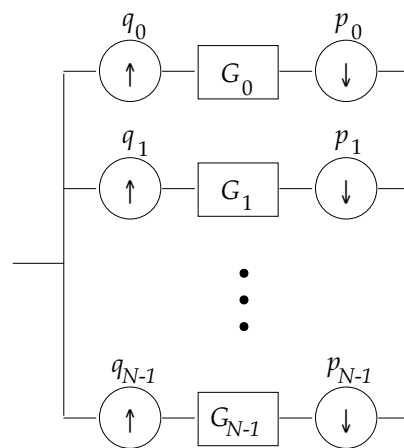 q0 p0
↑ G0 ↓
q1 p1
↑ G1 ↓
qN-1 pN-1
↑ GN-1 ↓